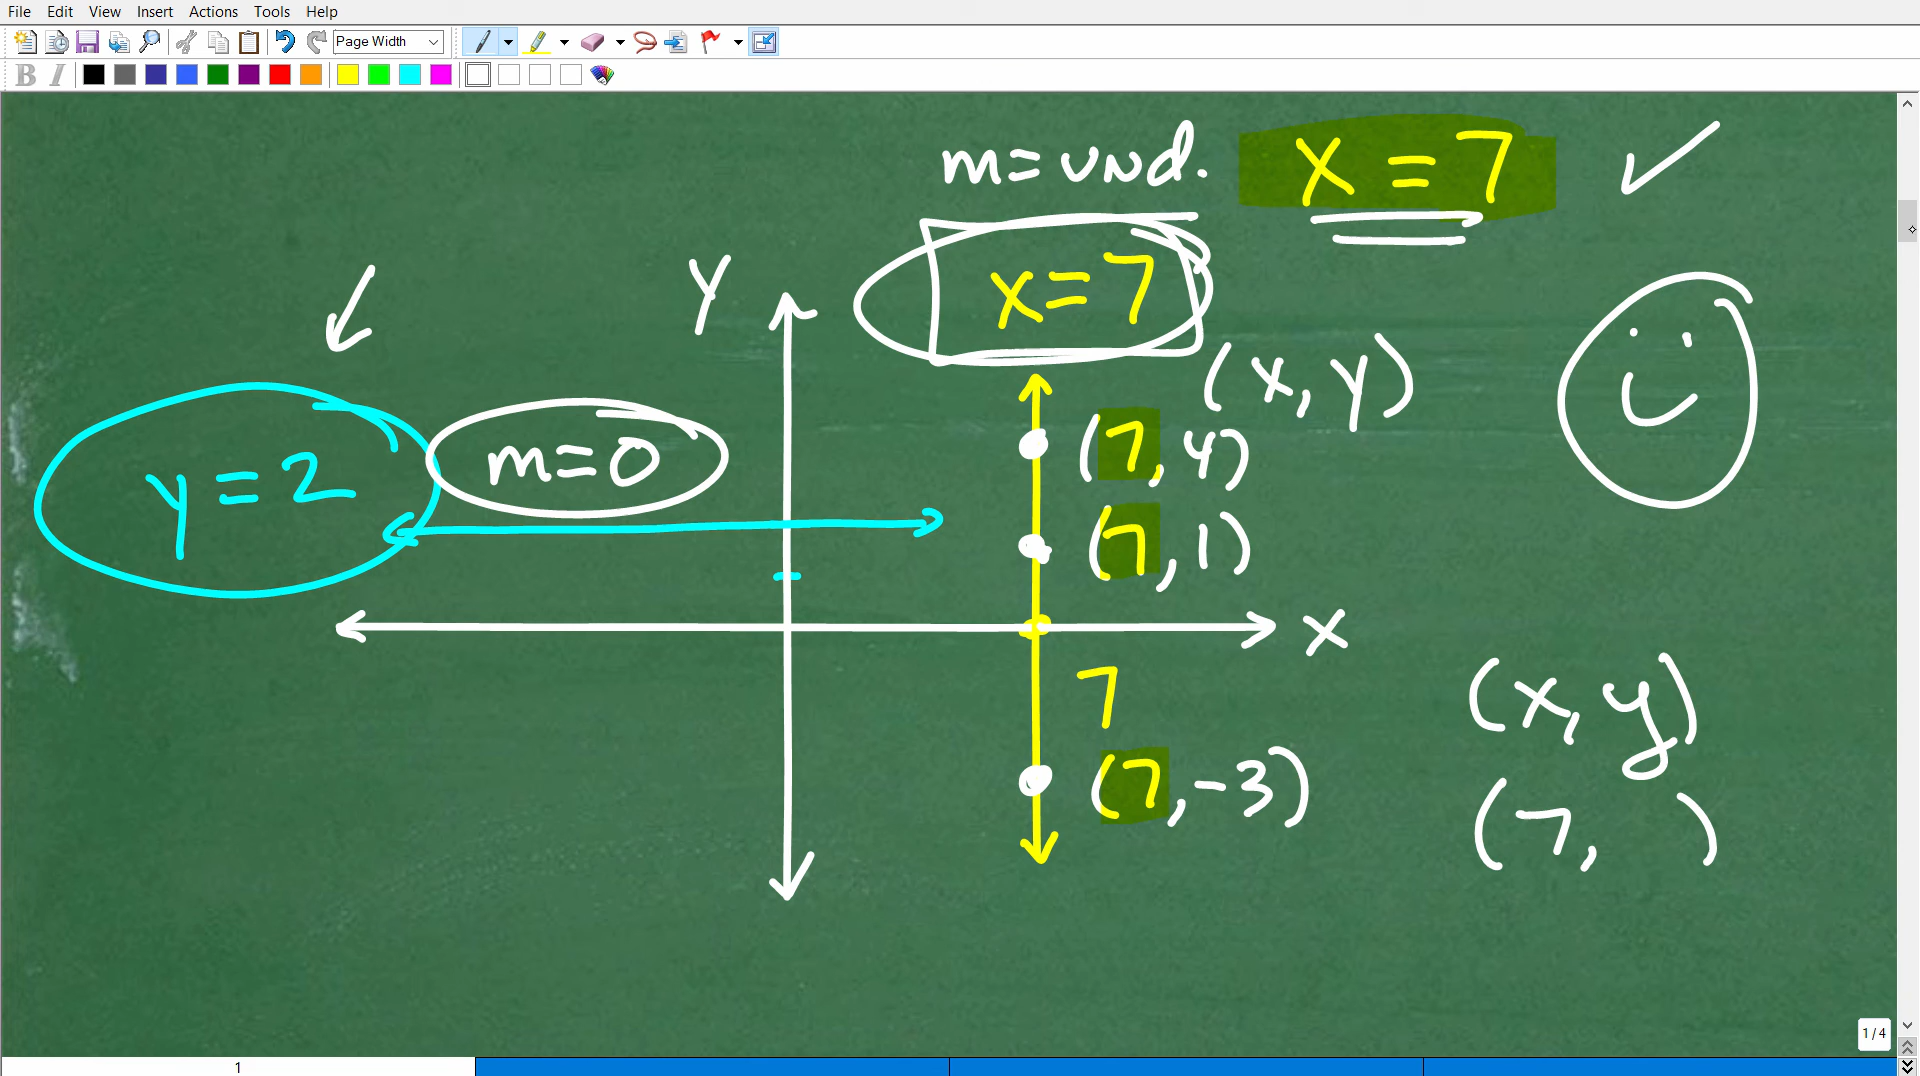 File Edit View Insert Actions Tools Help
Page Width
B I
m=und. x=7
Y x=7
(x, y)
y=2 m=0 (7, 4)
(7, 1)
x
7
(x, y)
(7, -3)
(7, )
1 / 4
1